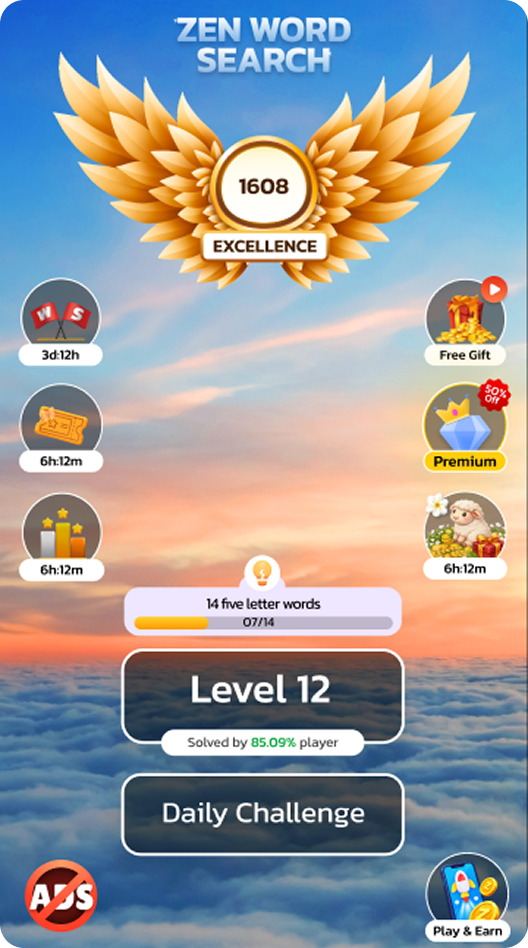 ZEN WORD
SEARCH
1608
EXCELLENCE
W S
3d:12h
Free Gift
50%
Off
6h:12m
Premium
6h:12m
6h:12m
14 five letter words
07/14
Level 12
Solved by 85.09% player
Daily Challenge
ADS
Play & Earn